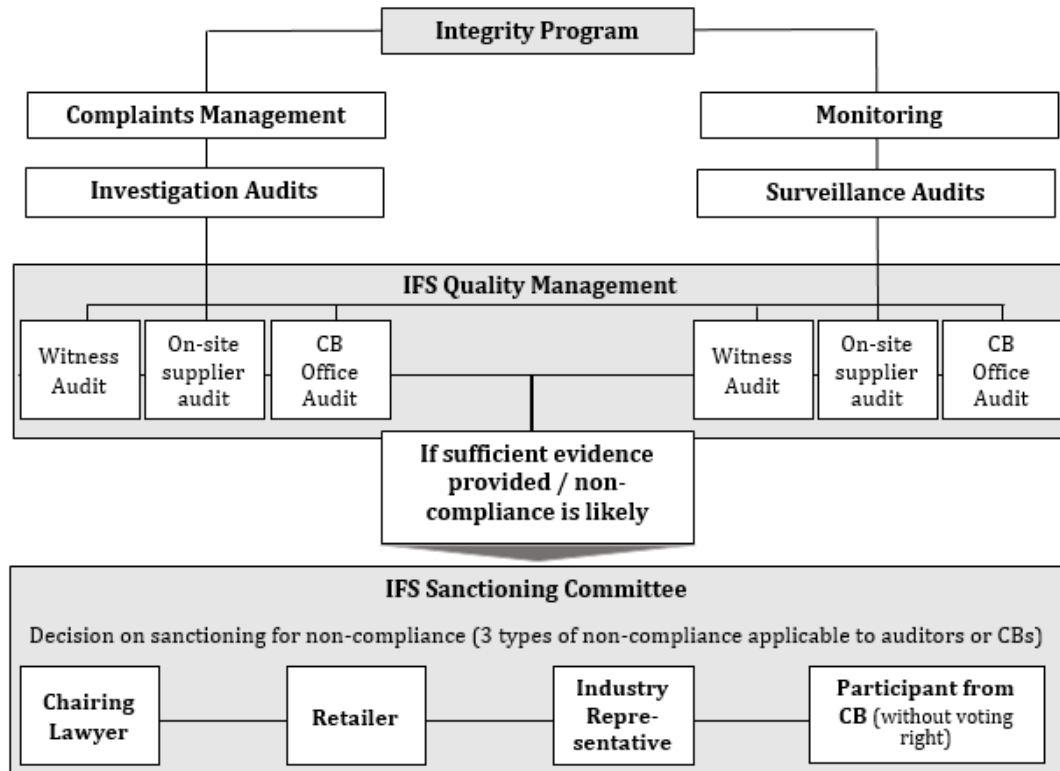 Integrity Program
Complaints Management
Monitoring
Investigation Audits
Surveillance Audits
IFS Quality Management
Witness
Audit
On-site
supplier
audit
CB
Office
Audit
Witness
Audit
On-site
supplier
audit
CB
Office
Audit
If sufficient evidence
provided / non-
compliance is likely
IFS Sanctioning Committee
Decision on sanctioning for non-compliance (3 types of non-compliance applicable to auditors or CBs)
Chairing
Lawyer
Retailer
Industry
Repre-
sentative
Participant from
CB (without voting
right)